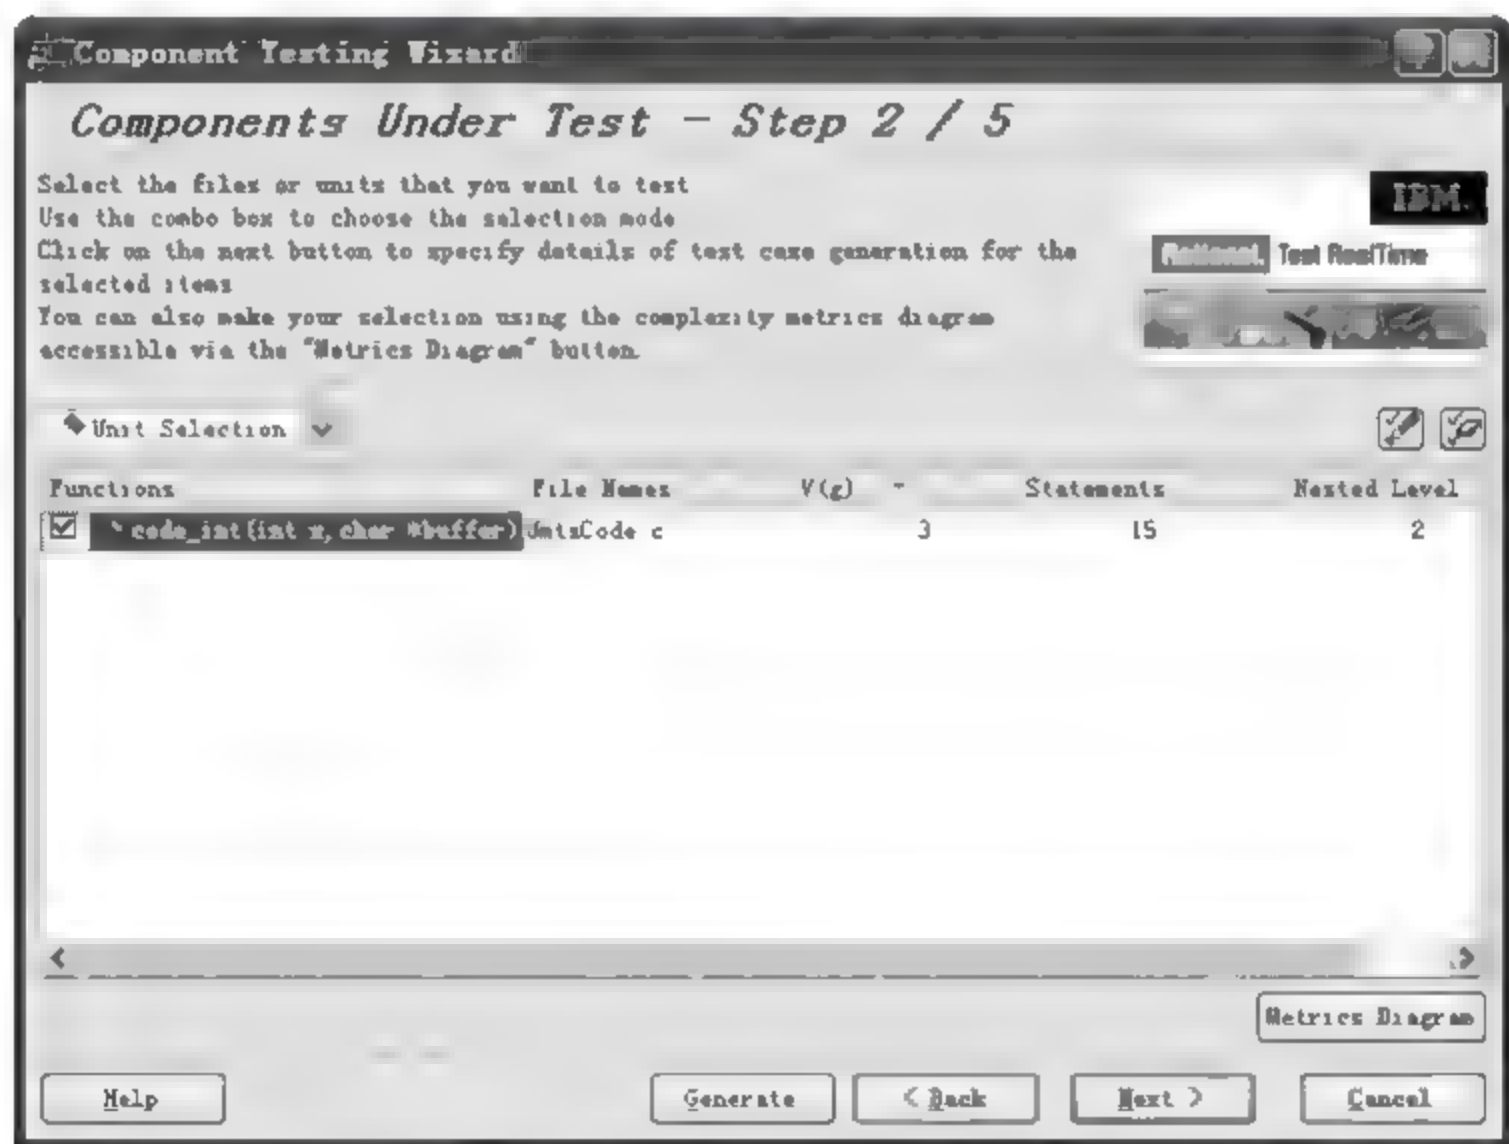 Component Testing Wizard
Components Under Test - Step 2 / 5
Select the files or units that you want to test
Use the combo box to choose the selection mode
Click on the next button to specify details of test case generation for the
selected items
You can also make your selection using the complexity metrics diagram
accessible via the "Metrics Diagram" button.
IBM.
Rational. Test RealTime
Unit Selection
Functions File Names V(g) Statements Nested Level
code_int(int x, char *buffer) UmtsCode c 3 15 2
Metrics Diagram
Help Generate < Back Next > Cancel